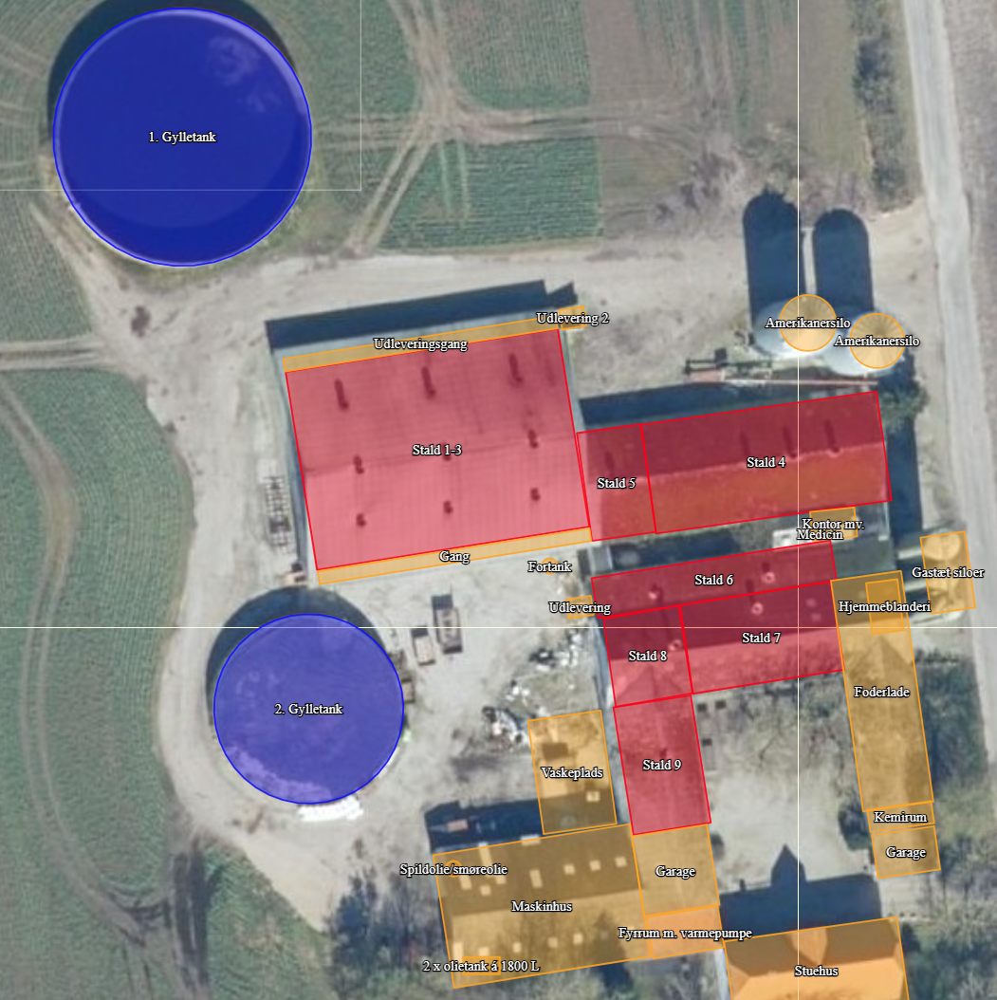 1. Gylletank
Udlevering 2
Amerikanersilo
Amerikanersilo
Udleveringsgang
Stald 1-3
Stald 4
Stald 5
Kontor mv.
Medicin
Gang
Fortank
Gastæt siloer
Stald 6
Udlevering
Hjemmeblanderi
Stald 7
Stald 8
Foderlade
2. Gylletank
Stald 9
Vaskeplads
Kemirum
Garage
Spildolie/smøreolie
Garage
Maskinhus
Fyrrum m. varmepumpe
2 x olietank á 1800 L
Stuehus